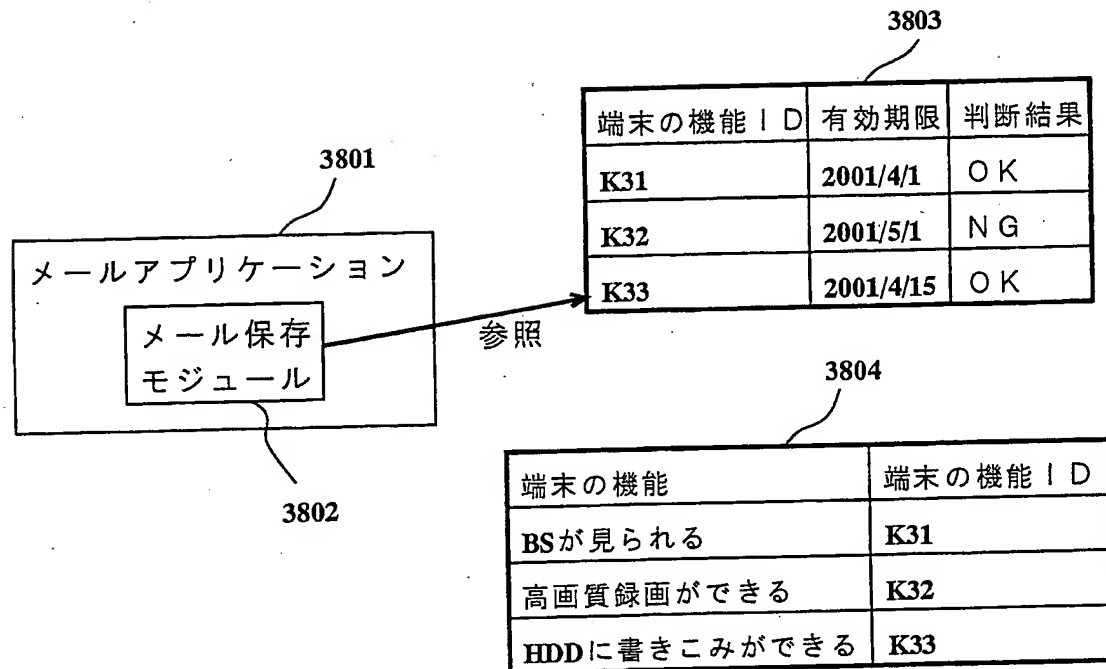 3803
端末の機能ID 有効期限 判断結果
K31 2001/4/1 OK
K32 2001/5/1 NG
K33 2001/4/15 OK
3801
メールアプリケーション
メール保存
モジュール
参照
3802
3804
端末の機能 端末の機能ID
BSが見られる K31
高画質録画ができる K32
HDDに書きこみができる K33